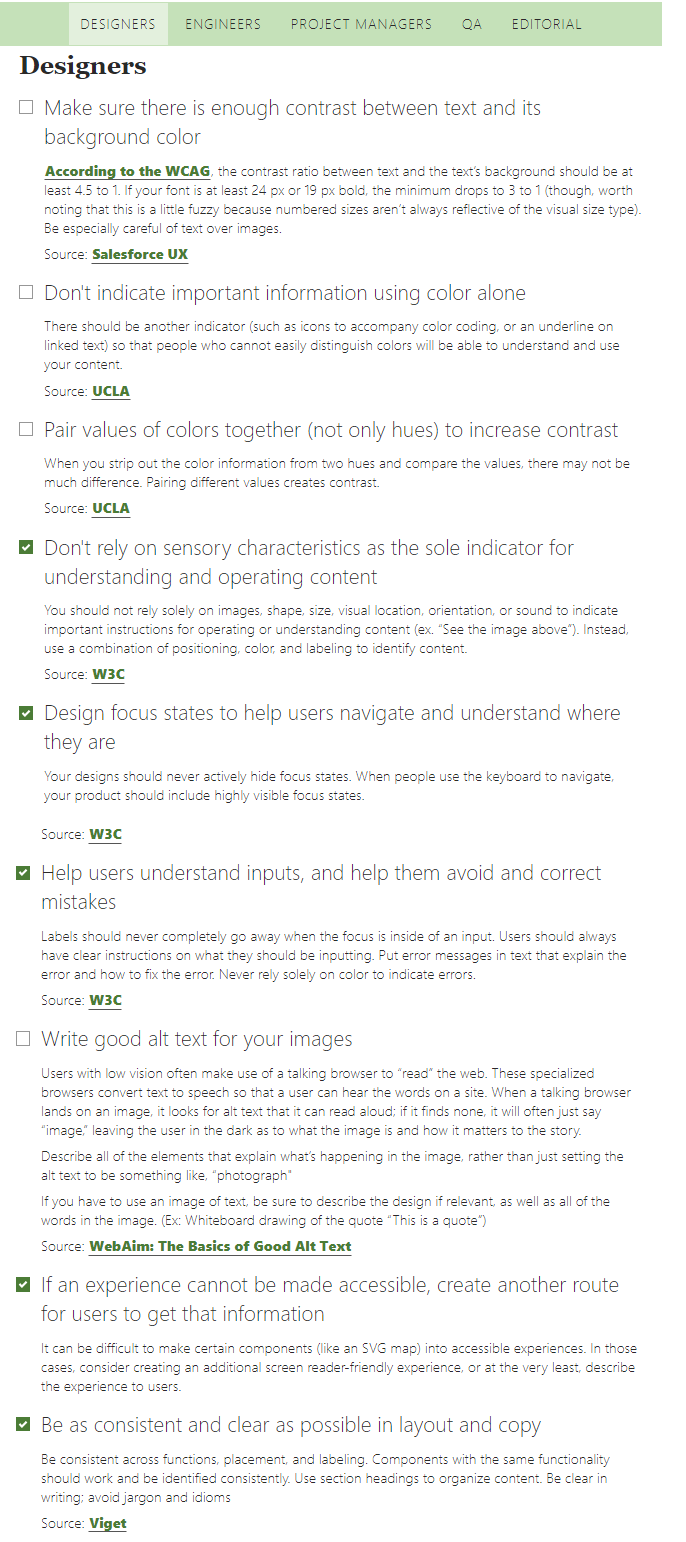 DESIGNERS ENGINEERS PROJECT MANAGERS QA EDITORIAL
Designers
Make sure there is enough contrast between text and its
background color
According to the WCAG, the contrast ratio between text and the text's background should be at
least 4.5 to 1. If your font is at least 24 px or 19 px bold, the minimum drops to 3 to 1 (though, worth
noting that this is a little fuzzy because numbered sizes aren't always reflective of the visual size type).
Be especially careful of text over images.
Source: Salesforce UX
Don't indicate important information using color alone
There should be another indicator (such as icons to accompany color coding, or an underline on
linked text) so that people who cannot easily distinguish colors will be able to understand and use
your content.
Source: UCLA
Pair values of colors together (not only hues) to increase contrast
When you strip out the color information from two hues and compare the values, there may not be
much difference. Pairing different values creates contrast.
Source: UCLA
Don't rely on sensory characteristics as the sole indicator for
understanding and operating content
You should not rely solely on images, shape, size, visual location, orientation, or sound to indicate
important instructions for operating or understanding content (ex. "See the image above"). Instead,
use a combination of positioning, color, and labeling to identify content.
Source: W3C
Design focus states to help users navigate and understand where
they are
Your designs should never actively hide focus states. When people use the keyboard to navigate,
your product should include highly visible focus states.
Source: W3C
Help users understand inputs, and help them avoid and correct
mistakes
Labels should never completely go away when the focus is inside of an input. Users should always
have clear instructions on what they should be inputting. Put error messages in text that explain the
error and how to fix the error. Never rely solely on color to indicate errors.
Source: W3C
Write good alt text for your images
Users with low vision often make use of a talking browser to "read" the web. These specialized
browsers convert text to speech so that a user can hear the words on a site. When a talking browser
lands on an image, it looks for alt text that it can read aloud; if it finds none, it will often just say
"image," leaving the user in the dark as to what the image is and how it matters to the story.
Describe all of the elements that explain what's happening in the image, rather than just setting the
alt text to be something like, "photograph"
If you have to use an image of text, be sure to describe the design if relevant, as well as all of the
words in the image. (Ex: Whiteboard drawing of the quote "This is a quote")
Source: WebAim: The Basics of Good Alt Text
If an experience cannot be made accessible, create another route
for users to get that information
It can be difficult to make certain components (like an SVG map) into accessible experiences. In those
cases, consider creating an additional screen reader-friendly experience, or at the very least, describe
the experience to users.
Be as consistent and clear as possible in layout and copy
Be consistent across functions, placement, and labeling. Components with the same functionality
should work and be identified consistently. Use section headings to organize content. Be clear in
writing; avoid jargon and idioms
Source: Viget